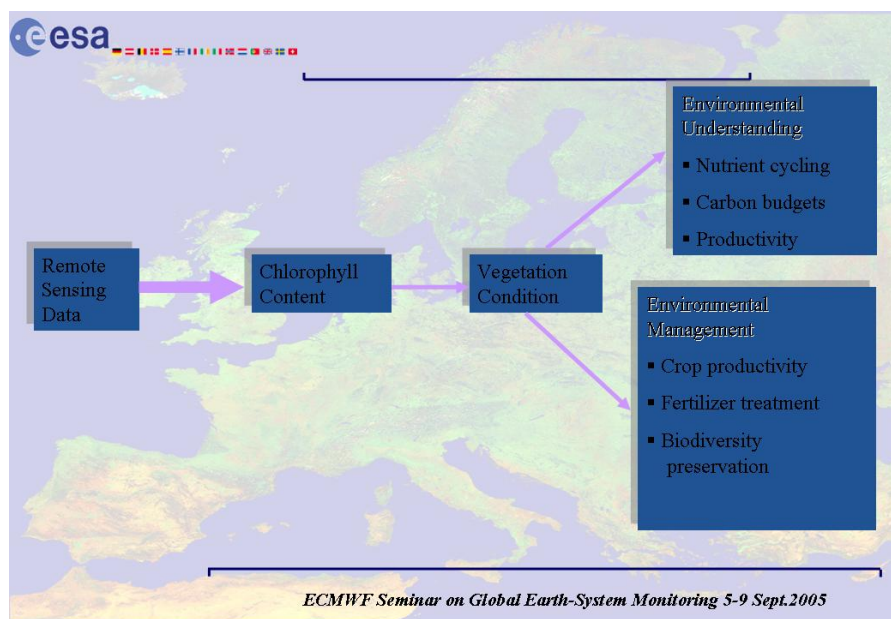 esa
Environmental
Understanding
▪ Nutrient cycling
▪ Carbon budgets
▪ Productivity
Remote
Sensing
Data
Chlorophyll
Content
Vegetation
Condition
Environmental
Management
▪ Crop productivity
▪ Fertilizer treatment
▪ Biodiversity
preservation
ECMWF Seminar on Global Earth-System Monitoring 5-9 Sept.2005